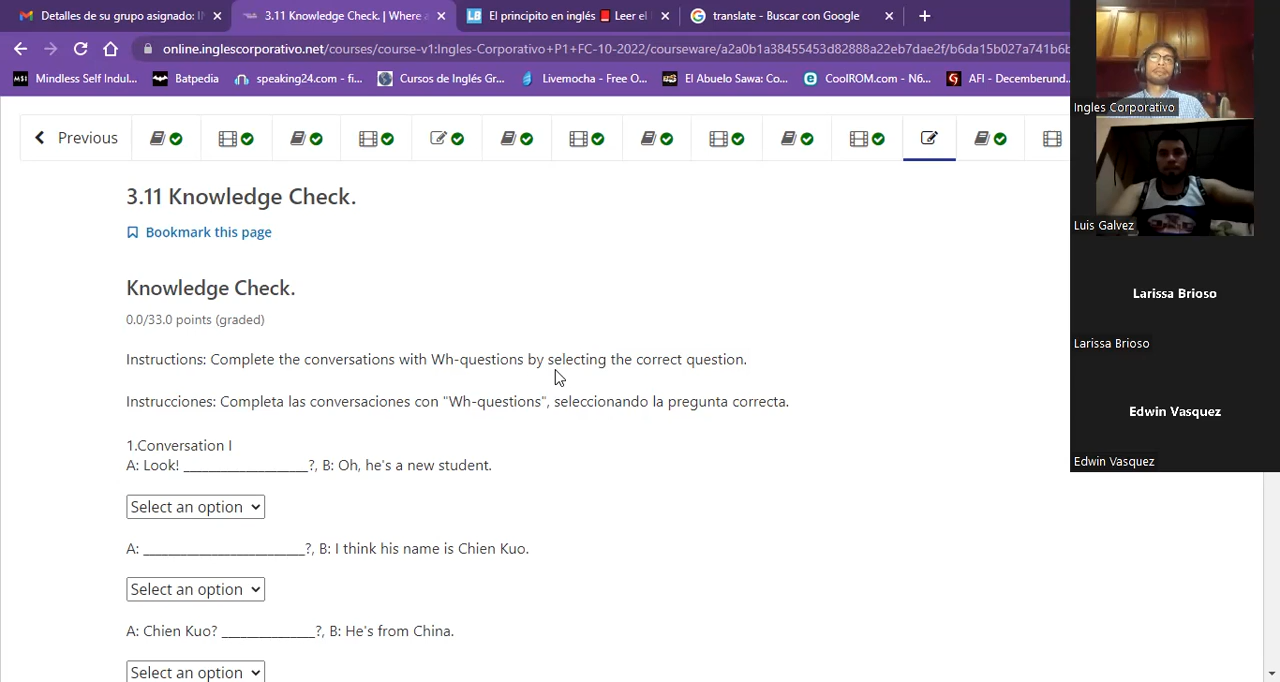 Detalles de su grupo asignado: I
3.11 Knowledge Check. | Where a
El principito en inglés 📕 Leer el l
translate - Buscar con Google
online.inglescorporativo.net/courses/course-v1:Ingles-Corporativo+P1+FC-10-2022/courseware/a2a0b1a38455453d82888a22eb7dae2f/b6da15b027a741b6b
Mindless Self Indul...
Batpedia
speaking24.com - fi...
Cursos de Inglés Gr...
Livemocha - Free O...
El Abuelo Sawa: Co...
CoolROM.com - N6...
AFI - Decemberund...
Previous
3.11 Knowledge Check.
Bookmark this page
Knowledge Check.
0.0/33.0 points (graded)
Instructions: Complete the conversations with Wh-questions by selecting the correct question.
Instrucciones: Completa las conversaciones con "Wh-questions", seleccionando la pregunta correcta.
1.Conversation I
A: Look! ____________________?, B: Oh, he's a new student.
Select an option
A: __________________________?, B: I think his name is Chien Kuo.
Select an option
A: Chien Kuo? _______________?, B: He's from China.
Select an option
Ingles Corporativo
Luis Galvez
Larissa Brioso
Larissa Brioso
Edwin Vasquez
Edwin Vasquez